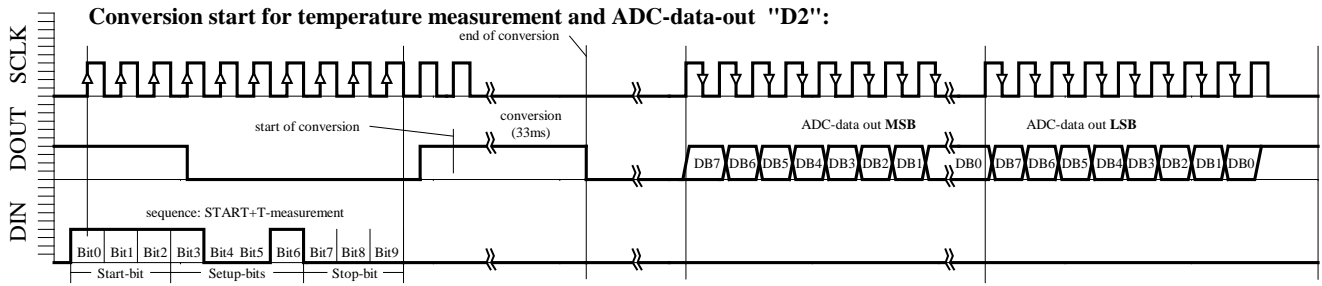 Conversion start for temperature measurement and ADC-data-out "D2":
end of conversion
SCLK
DOUT
DIN
start of conversion
conversion
(33ms)
ADC-data out MSB
ADC-data out LSB
DB7 DB6 DB5 DB4 DB3 DB2 DB1 DB0 DB7 DB6 DB5 DB4 DB3 DB2 DB1 DB0
sequence: START+T-measurement
Bit0 Bit1 Bit2 Bit3 Bit4 Bit5 Bit6 Bit7 Bit8 Bit9
Start-bit Setup-bits Stop-bit